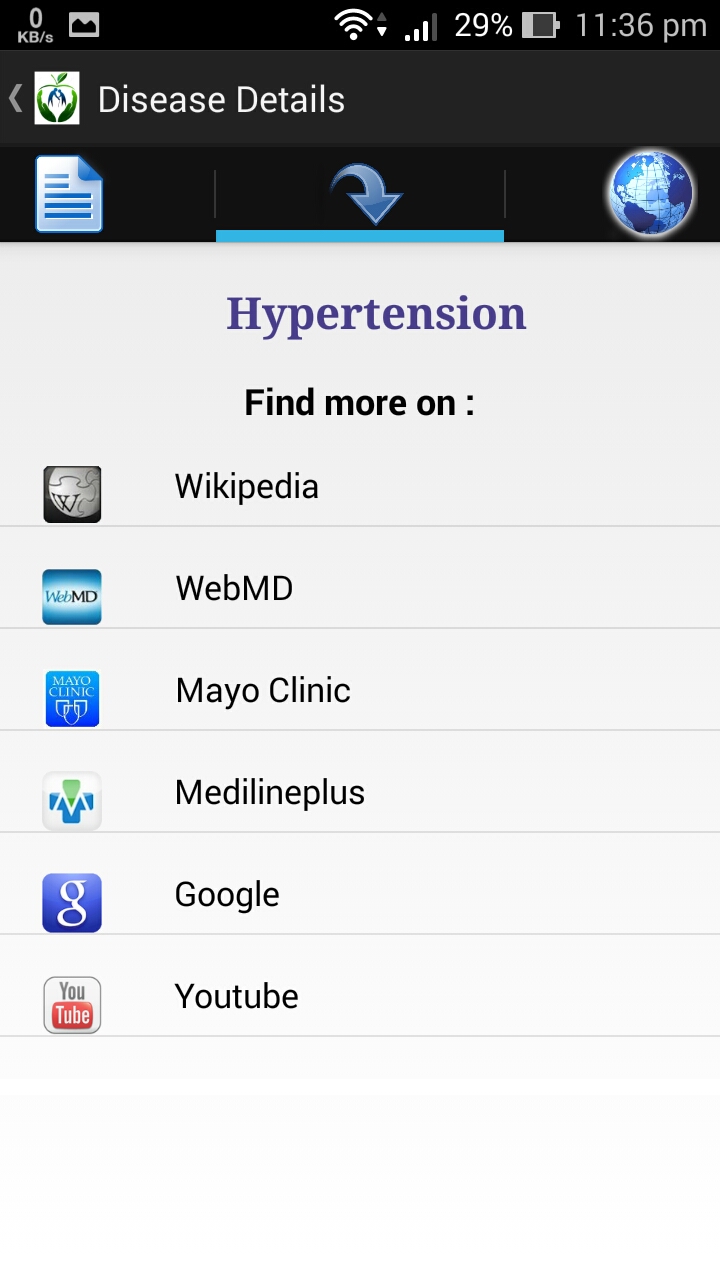 0
KB/s
29%
11:36 pm
Disease Details
Hypertension
Find more on :
W
Wikipedia
WebMD
WebMD
MAYO
CLINIC
Mayo Clinic
Medilineplus
g
Google
You
Tube
Youtube